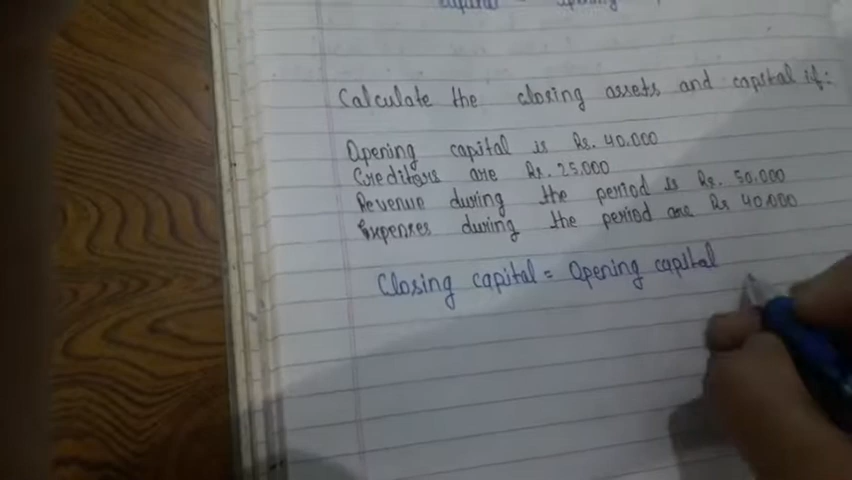 capital = opening
Calculate the closing assets and capital if:
Opening capital is Rs. 40.000
Creditors are Rs. 25.000
Revenue during the period is Rs. 50.000
Expenses during the period are Rs 40.000
Closing capital = Opening capital